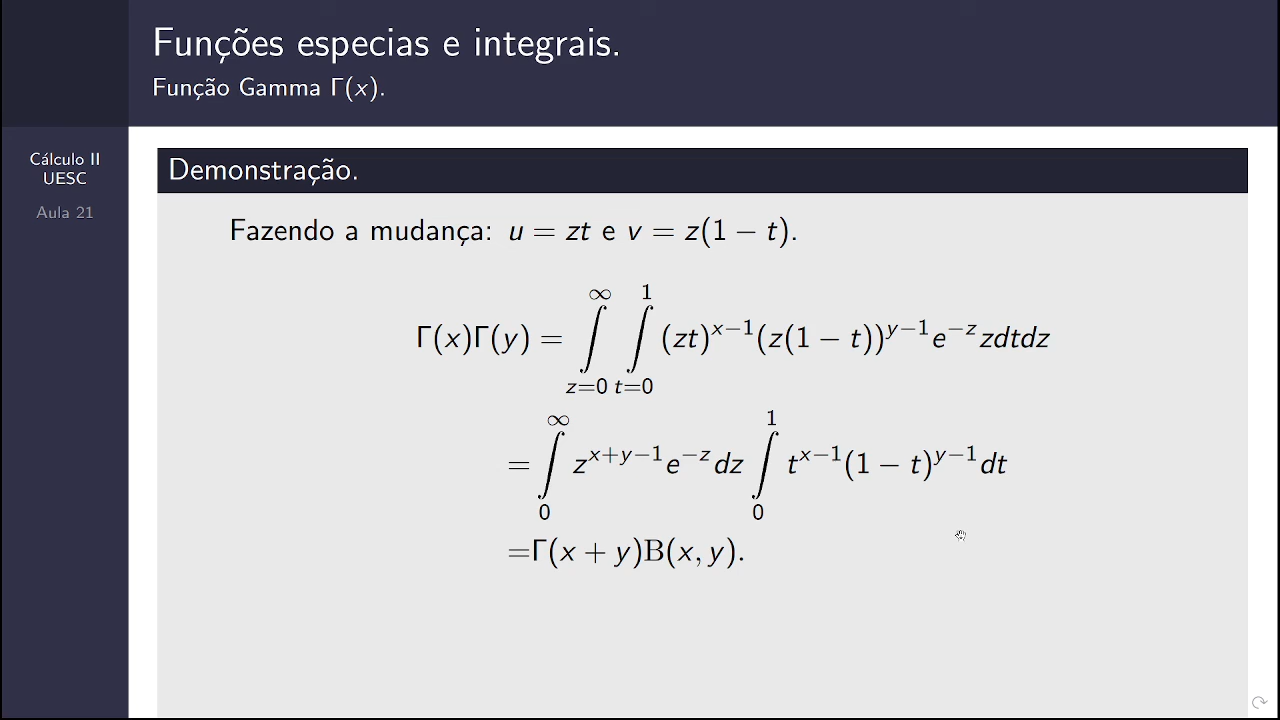 Funções especias e integrais.
Função Gamma Γ(x).
Cálculo II
UESC
Aula 21
Demonstração.
Fazendo a mudança: u = zt e v = z(1 − t).
Γ(x)Γ(y) = ∫_{z=0}^{∞} ∫_{t=0}^{1} (zt)^{x−1}(z(1 − t))^{y−1}e^{−z}zdtdz
= ∫_{0}^{∞} z^{x+y−1}e^{−z}dz ∫_{0}^{1} t^{x−1}(1 − t)^{y−1}dt
=Γ(x + y)B(x, y).